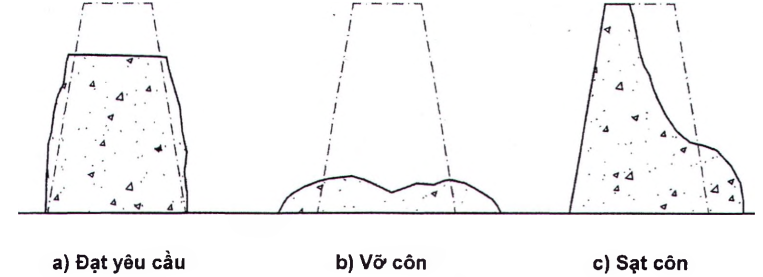 a) Đạt yêu cầu
b) Vỡ côn
c) Sạt côn